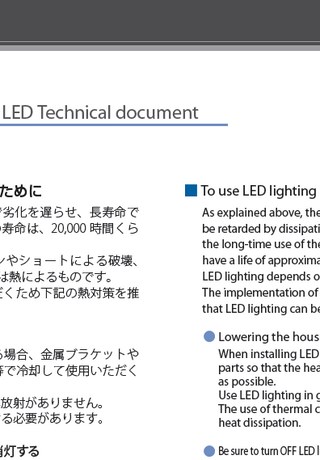 LED Technical document
ために
劣化を遅らせ、長寿命で
寿命は、20,000 時間くら
ンやショートによる破壊、
は熱によるものです。
だくため下記の熱対策を推
る場合、金属ブラケットや
等で冷却して使用いただく
放射がありません。
する必要があります。
消灯する
To use LED lighting
As explained above, the
be retarded by dissipati
the long-time use of the
have a life of approxima
LED lighting depends o
The implementation of
that LED lighting can be
Lowering the hous
When installing LED
parts so that the hea
as possible.
Use LED lighting in g
The use of thermal c
heat dissipation.
Be sure to turn OFF LED l